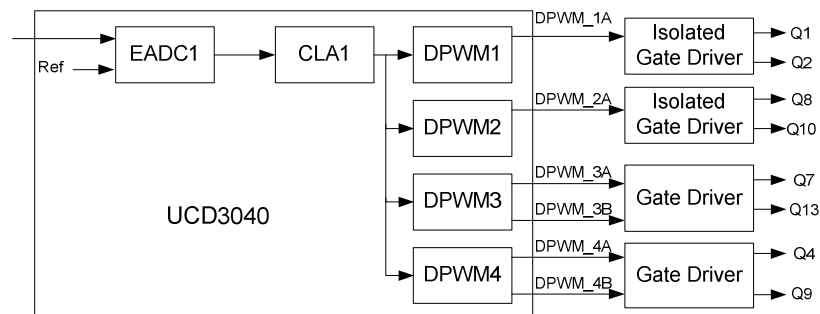 DPWM_1A
Ref
EADC1
CLA1
DPWM1
Isolated
Gate Driver
Q1
Q2
DPWM_2A
DPWM2
Isolated
Gate Driver
Q8
Q10
DPWM_3A
DPWM3
DPWM_3B
Gate Driver
Q7
Q13
UCD3040
DPWM_4A
DPWM4
DPWM_4B
Gate Driver
Q4
Q9